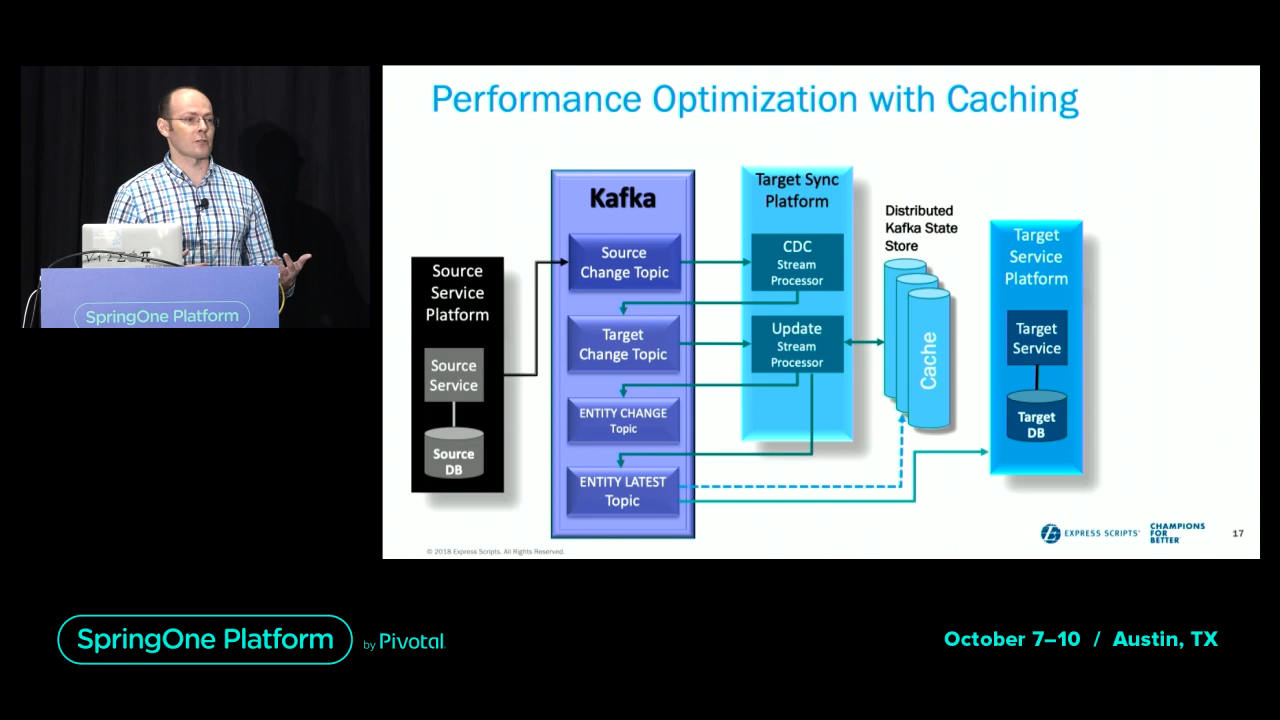 Performance Optimization with Caching
Kafka
Source
Change Topic
Target
Change Topic
ENTITY CHANGE
Topic
ENTITY LATEST
Topic
Source
Service
Platform
Source
Service
Source
DB
Target Sync
Platform
CDC
Stream
Processor
Update
Stream
Processor
Distributed
Kafka State
Store
Cache
Target
Service
Platform
Target
Service
Target
DB
© 2018 Express Scripts. All Rights Reserved.
EXPRESS SCRIPTS®
CHAMPIONS
FOR
BETTER
17
SpringOne Platform
SpringOne Platform
by Pivotal
October 7–10 / Austin, TX